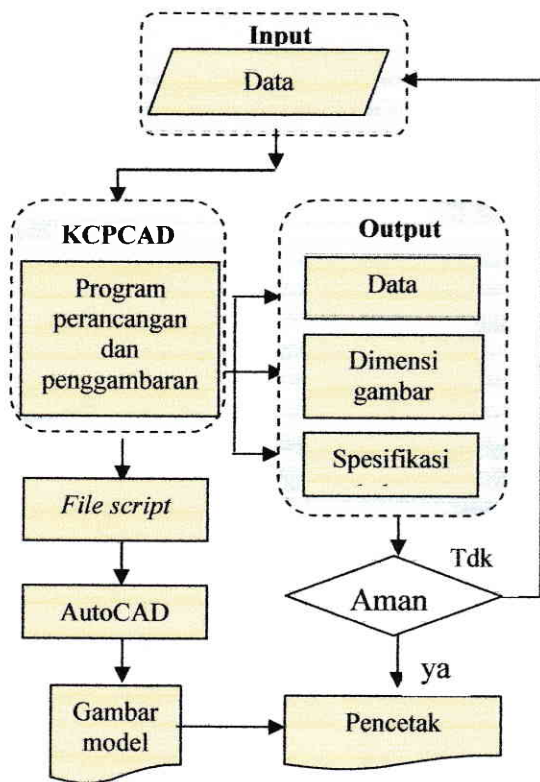 Input
Data
KCPCAD
Program
perancangan
dan
penggambaran
Output
Data
Dimensi
gambar
Spesifikasi
File script
AutoCAD
Tdk
Aman
ya
Gambar
model
Pencetak